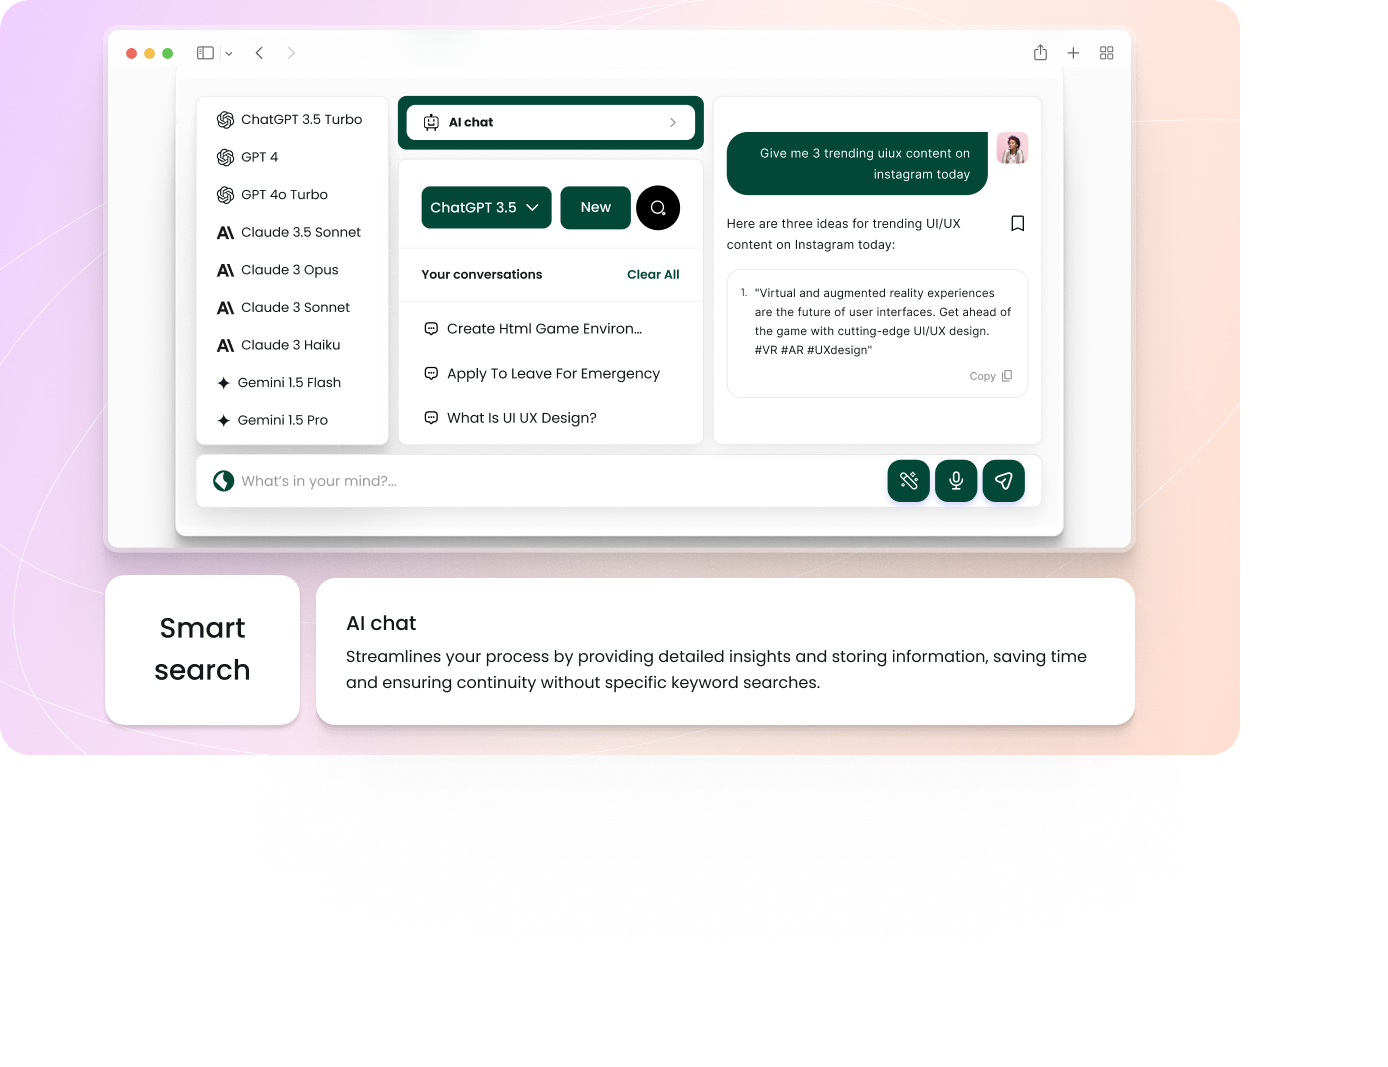 ChatGPT 3.5 Turbo
GPT 4
GPT 4o Turbo
Claude 3.5 Sonnet
Claude 3 Opus
Claude 3 Sonnet
Claude 3 Haiku
Gemini 1.5 Flash
Gemini 1.5 Pro
AI chat
ChatGPT 3.5
New
Your conversations
Clear All
Create Html Game Environ...
Apply To Leave For Emergency
What Is UI UX Design?
Give me 3 trending uiux content on
instagram today
Here are three ideas for trending UI/UX
content on Instagram today:
1. "Virtual and augmented reality experiences
are the future of user interfaces. Get ahead of
the game with cutting-edge UI/UX design.
#VR #AR #UXdesign"
Copy
What's in your mind?...
Smart
search
AI chat
Streamlines your process by providing detailed insights and storing information, saving time
and ensuring continuity without specific keyword searches.